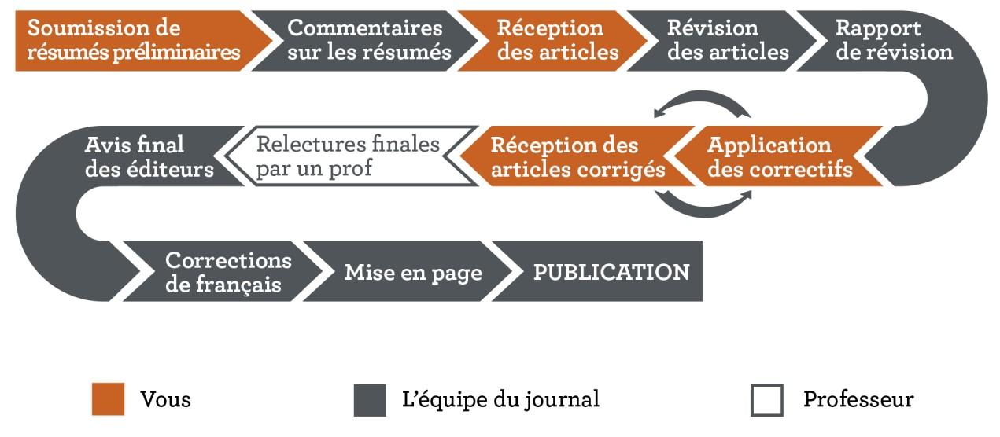 Soumission de
résumés préliminaires
Commentaires
sur les résumés
Réception
des articles
Révision
des articles
Rapport
de révision
Application
des correctifs
Réception des
articles corrigés
Relectures finales
par un prof
Avis final
des éditeurs
Corrections
de français
Mise en page
PUBLICATION
Vous
L'équipe du journal
Professeur